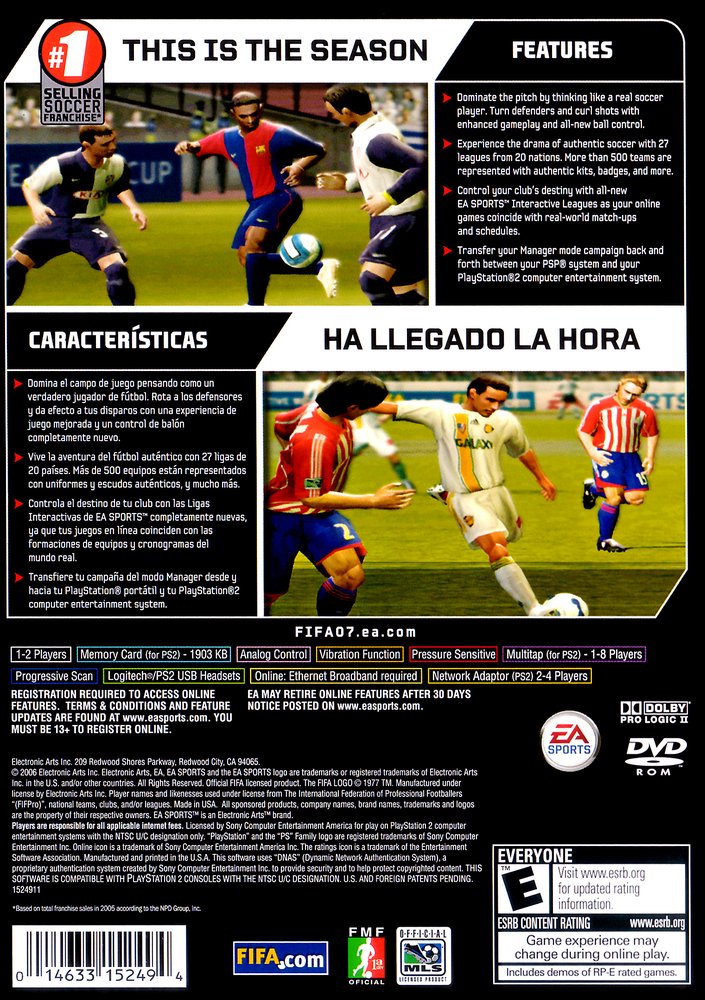 #1
SELLING
SOCCER
FRANCHISE*
THIS IS THE SEASON
FEATURES
Dominate the pitch by thinking like a real soccer
player. Turn defenders and curl shots with
enhanced gameplay and all-new ball control.
Experience the drama of authentic soccer with 27
leagues from 20 nations. More than 500 teams are
represented with authentic kits, badges, and more.
Control your club's destiny with all-new
EA SPORTS™ Interactive Leagues as your online
games coincide with real-world match-ups
and schedules.
Transfer your Manager mode campaign back and
forth between your PSP® system and your
PlayStation®2 computer entertainment system.
CUP
KIA
5
CARACTERÍSTICAS
HA LLEGADO LA HORA
Domina el campo de juego pensando como un
verdadero jugador de fútbol. Rota a los defensores
y da efecto a tus disparos con una experiencia de
juego mejorada y un control de balón
completamente nuevo.
Vive la aventura del fútbol auténtico con 27 ligas de
20 países. Más de 500 equipos están representados
con uniformes y escudos auténticos, y mucho más.
Controla el destino de tu club con las Ligas
Interactivas de EA SPORTS™ completamente nuevas,
ya que tus juegos en línea coinciden con las
formaciones de equipos y cronogramas del
mundo real.
Transfiere tu campaña del modo Manager desde y
hacia tu PlayStation® portátil y tu PlayStation®2
computer entertainment system.
GALAXY
2
15
FIFA07.ea.com
1-2 Players
Memory Card (for PS2) - 1903 KB
Analog Control
Vibration Function
Pressure Sensitive
Multitap (for PS2) - 1-8 Players
Progressive Scan
Logitech®/PS2 USB Headsets
Online: Ethernet Broadband required
Network Adaptor (PS2) 2-4 Players
REGISTRATION REQUIRED TO ACCESS ONLINE
FEATURES. TERMS & CONDITIONS AND FEATURE
UPDATES ARE FOUND AT www.easports.com. YOU
MUST BE 13+ TO REGISTER ONLINE.
EA MAY RETIRE ONLINE FEATURES AFTER 30 DAYS
NOTICE POSTED ON www.easports.com.
EA
SPORTS
DOLBY
PRO LOGIC II
DVD
ROM
Electronic Arts Inc. 209 Redwood Shores Parkway, Redwood City, CA 94065.
© 2006 Electronic Arts Inc. Electronic Arts, EA, EA SPORTS and the EA SPORTS logo are trademarks or registered trademarks of Electronic Arts
Inc. in the U.S. and/or other countries. All Rights Reserved. Official FIFA licensed product. The FIFA LOGO © 1977 TM. Manufactured under
license by Electronic Arts Inc. Player names and likenesses used under license from The International Federation of Professional Footballers
"(FIFPro)", national teams, clubs, and/or leagues. Made in USA. All sponsored products, company names, brand names, trademarks and logos
are the property of their respective owners. EA SPORTS™ is an Electronic Arts™ brand.
Players are responsible for all applicable internet fees. Licensed by Sony Computer Entertainment America for play on PlayStation 2 computer
entertainment systems with the NTSC U/C designation only. "PlayStation" and the "PS" Family logo are registered trademarks of Sony Computer
Entertainment Inc. Online icon is a trademark of Sony Computer Entertainment America Inc. The ratings icon is a trademark of the Entertainment
Software Association. Manufactured and printed in the U.S.A. This software uses "DNAS" (Dynamic Network Authentication System), a
proprietary authentication system created by Sony Computer Entertainment Inc. to provide security and to help protect copyrighted content. THIS
SOFTWARE IS COMPATIBLE WITH PLAYSTATION 2 CONSOLES WITH THE NTSC U/C DESIGNATION. U.S. AND FOREIGN PATENTS PENDING.
1524911
*Based on total franchise sales in 2005 according to the NPD Group, Inc.
EVERYONE
E
Visit www.esrb.org
for updated rating
information.
ESRB CONTENT RATING www.esrb.org
Game experience may
change during online play.
Includes demos of RP-E rated games.
0 14633 15249 4
FIFA.com
FMF
OFICIAL
OFFICIAL
MLS
LICENSED PRODUCT